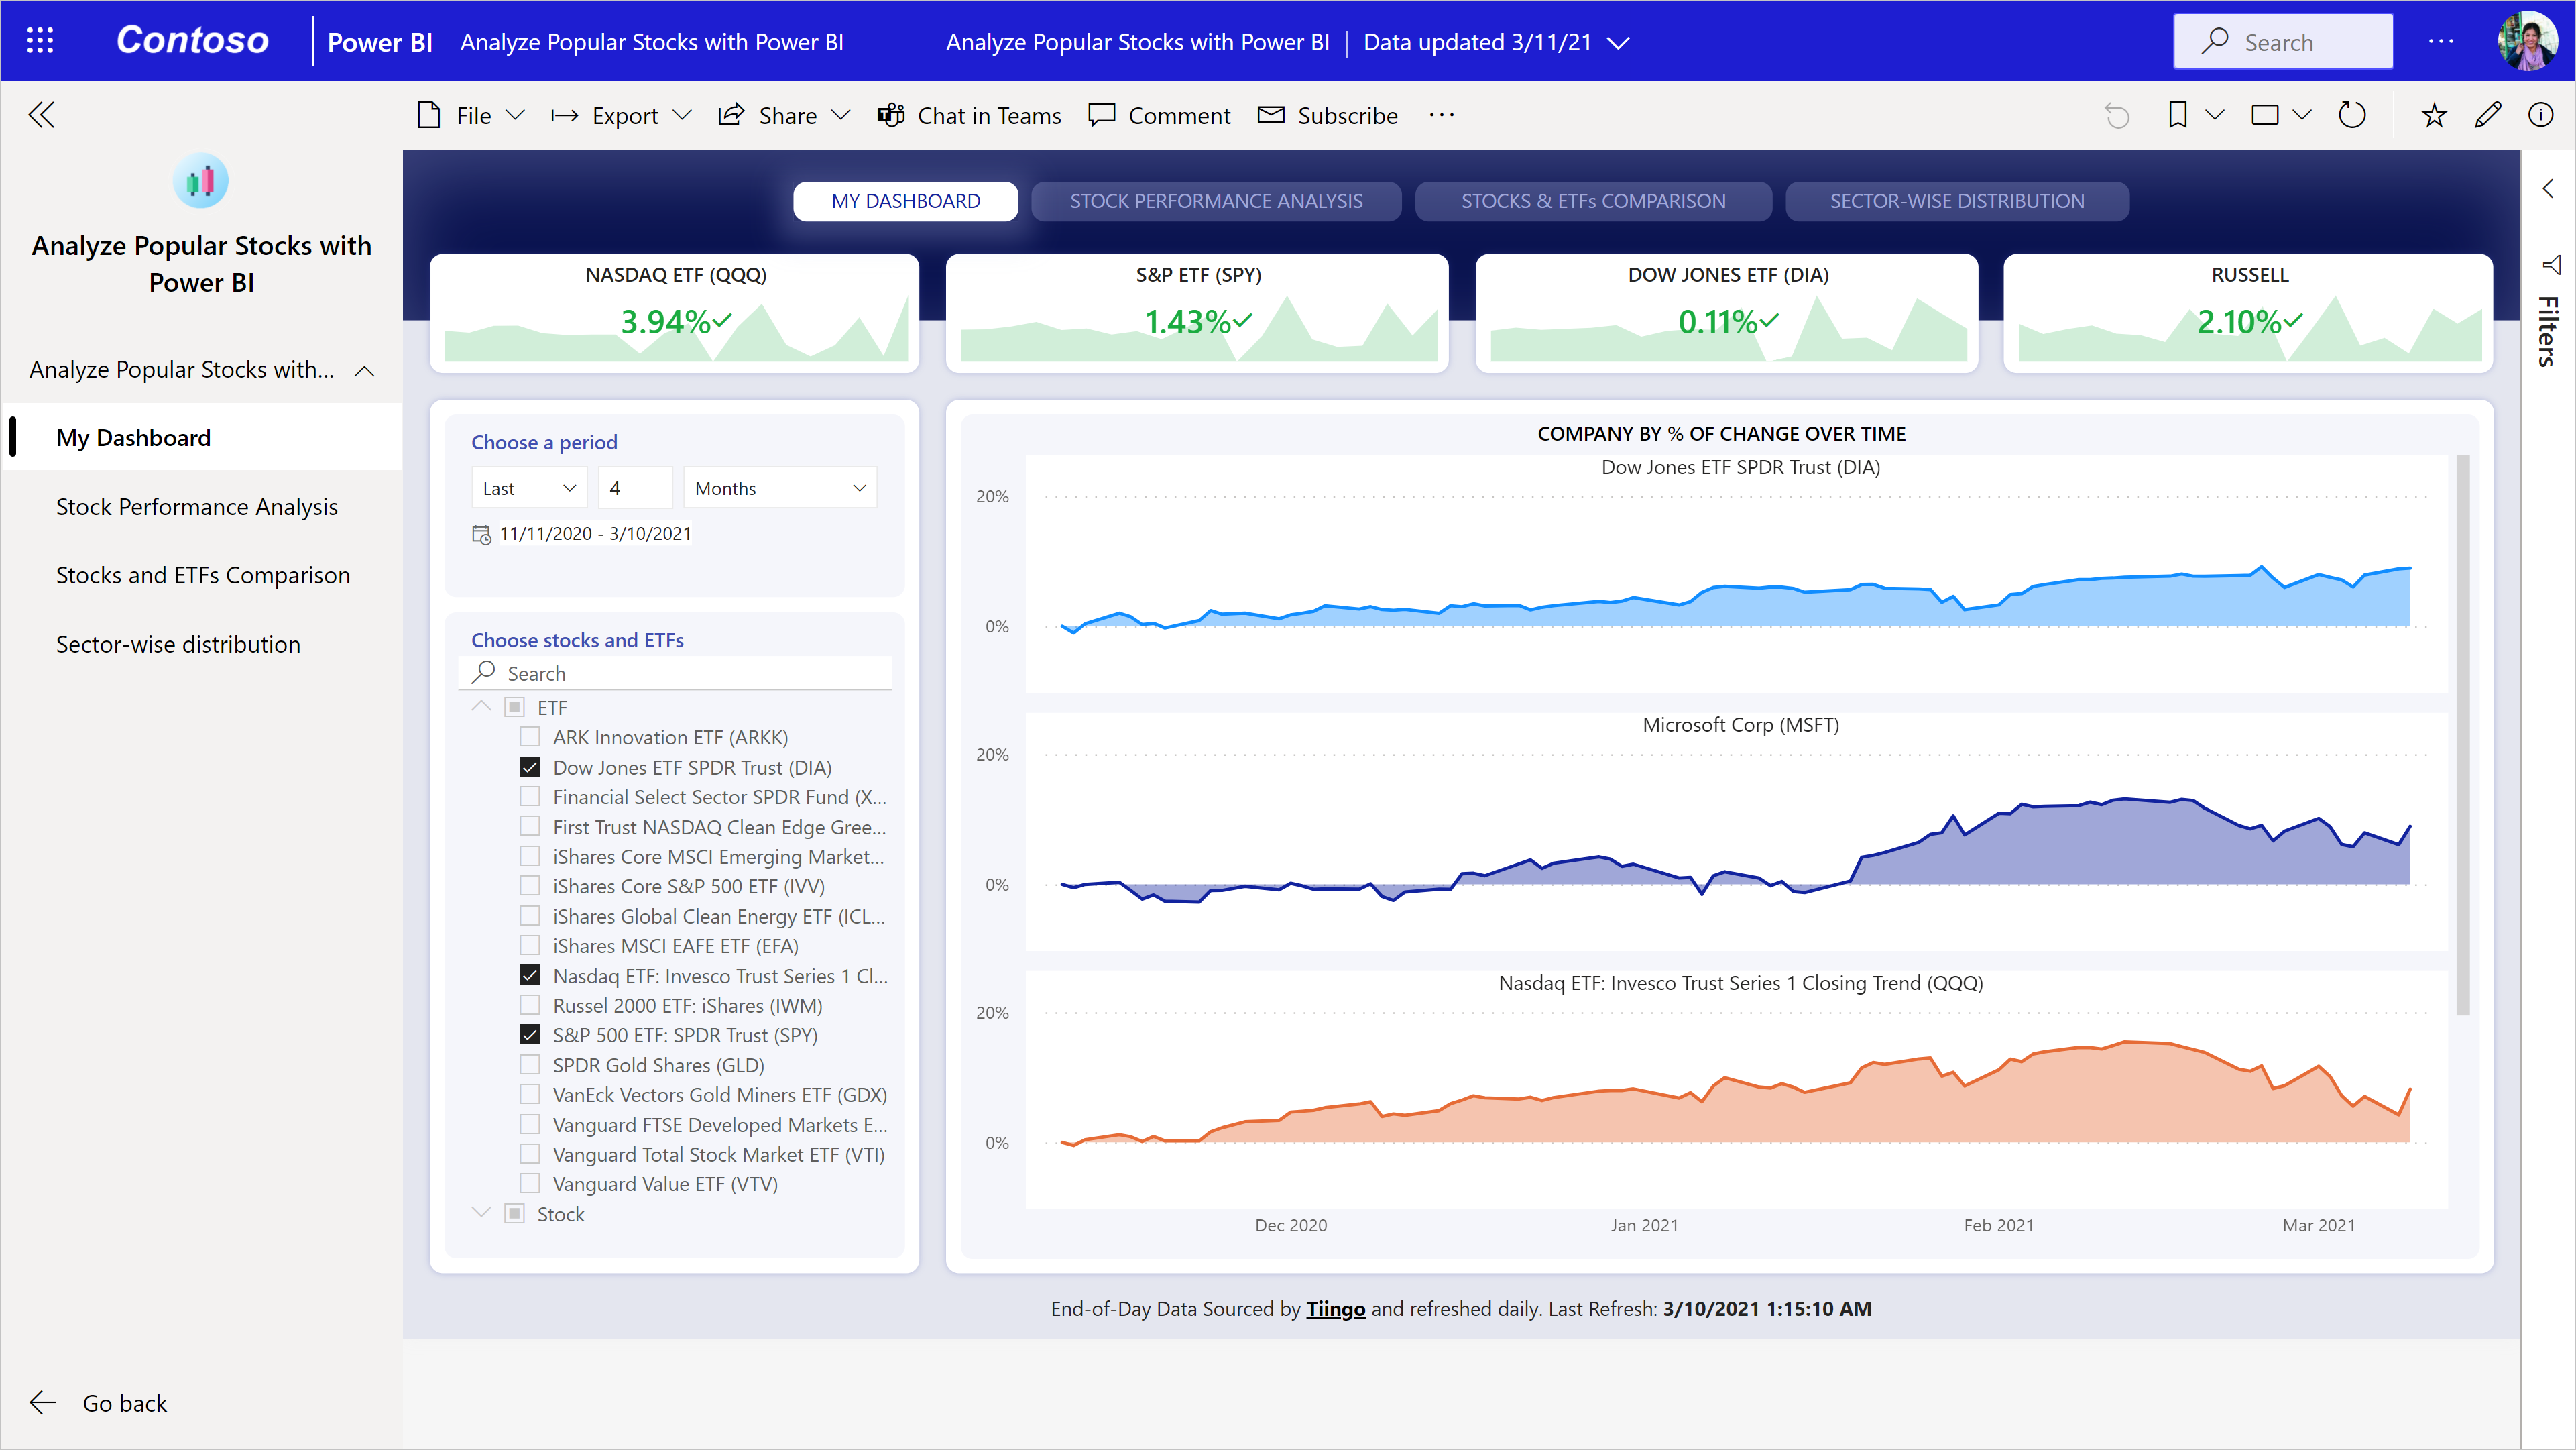 Contoso
Power BI
Analyze Popular Stocks with Power BI
Analyze Popular Stocks with Power BI | Data updated 3/11/21
Search
File
Export
Share
Chat in Teams
Comment
Subscribe
Analyze Popular Stocks with
Power BI
Analyze Popular Stocks with...
My Dashboard
Stock Performance Analysis
Stocks and ETFs Comparison
Sector-wise distribution
Go back
MY DASHBOARD
STOCK PERFORMANCE ANALYSIS
STOCKS & ETFs COMPARISON
SECTOR-WISE DISTRIBUTION
NASDAQ ETF (QQQ)
3.94%
S&P ETF (SPY)
1.43%
DOW JONES ETF (DIA)
0.11%
RUSSELL
2.10%
Filters
Choose a period
Last
4
Months
11/11/2020 - 3/10/2021
Choose stocks and ETFs
Search
ETF
ARK Innovation ETF (ARKK)
Dow Jones ETF SPDR Trust (DIA)
Financial Select Sector SPDR Fund (X...
First Trust NASDAQ Clean Edge Gree...
iShares Core MSCI Emerging Market...
iShares Core S&P 500 ETF (IVV)
iShares Global Clean Energy ETF (ICL...
iShares MSCI EAFE ETF (EFA)
Nasdaq ETF: Invesco Trust Series 1 Cl...
Russel 2000 ETF: iShares (IWM)
S&P 500 ETF: SPDR Trust (SPY)
SPDR Gold Shares (GLD)
VanEck Vectors Gold Miners ETF (GDX)
Vanguard FTSE Developed Markets E...
Vanguard Total Stock Market ETF (VTI)
Vanguard Value ETF (VTV)
Stock
COMPANY BY % OF CHANGE OVER TIME
Dow Jones ETF SPDR Trust (DIA)
20%
0%
Microsoft Corp (MSFT)
20%
0%
Nasdaq ETF: Invesco Trust Series 1 Closing Trend (QQQ)
20%
0%
Dec 2020
Jan 2021
Feb 2021
Mar 2021
End-of-Day Data Sourced by Tiingo and refreshed daily. Last Refresh: 3/10/2021 1:15:10 AM